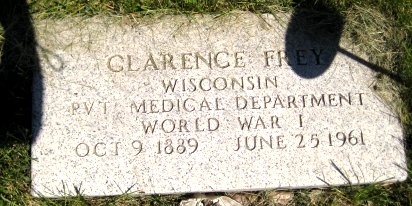 CLARENCE FREY
WISCONSIN
PVT MEDICAL DEPARTMENT
WORLD WAR I
OCT 9 1889 JUNE 25 1961